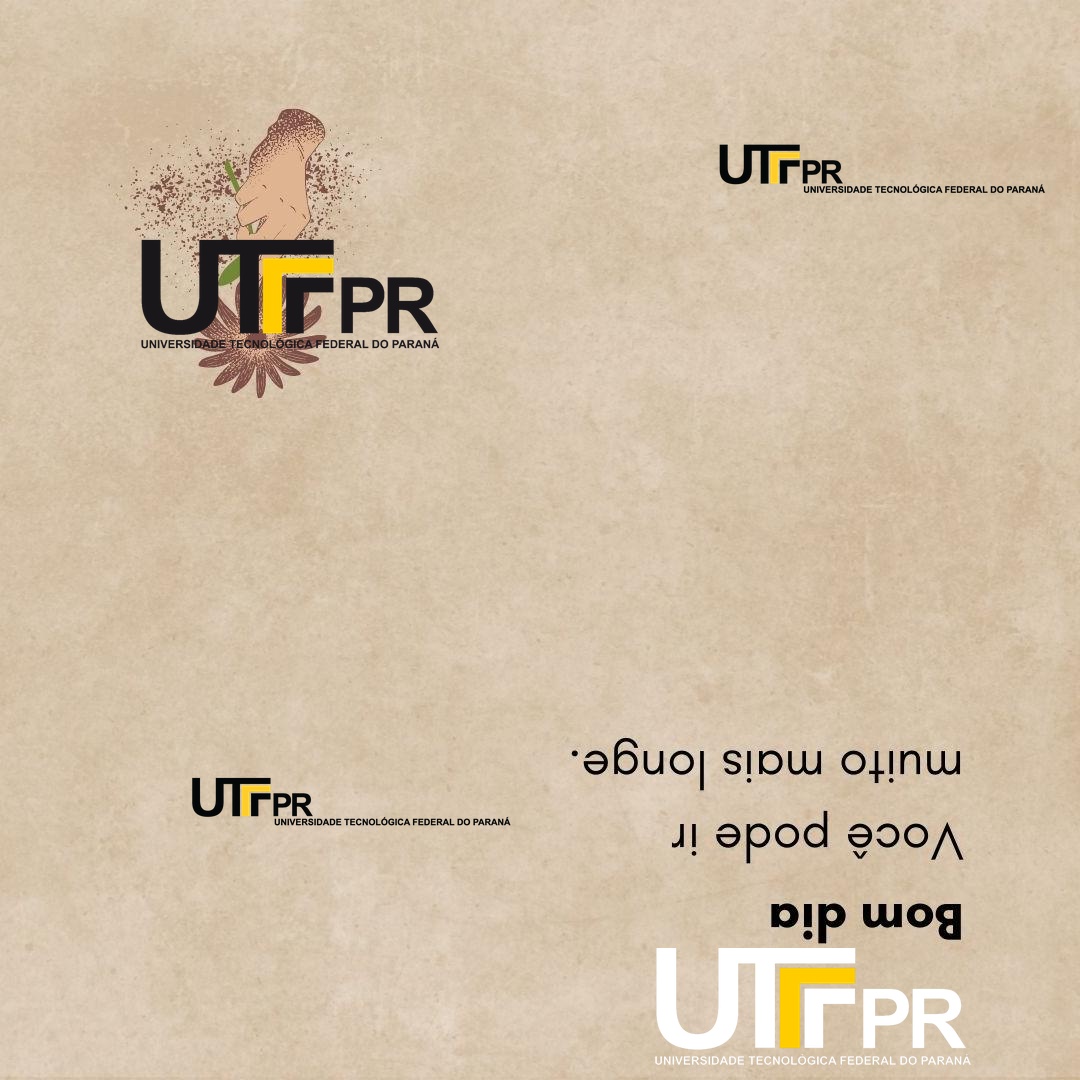 UTFPR
UNIVERSIDADE TECNOLÓGICA FEDERAL DO PARANÁ
UTFPR
UNIVERSIDADE TECNOLÓGICA FEDERAL DO PARANÁ
UTFPR
UNIVERSIDADE TECNOLÓGICA FEDERAL DO PARANÁ
Bom dia
Você pode ir
muito mais longe.
UTFPR
UNIVERSIDADE TECNOLÓGICA FEDERAL DO PARANÁ